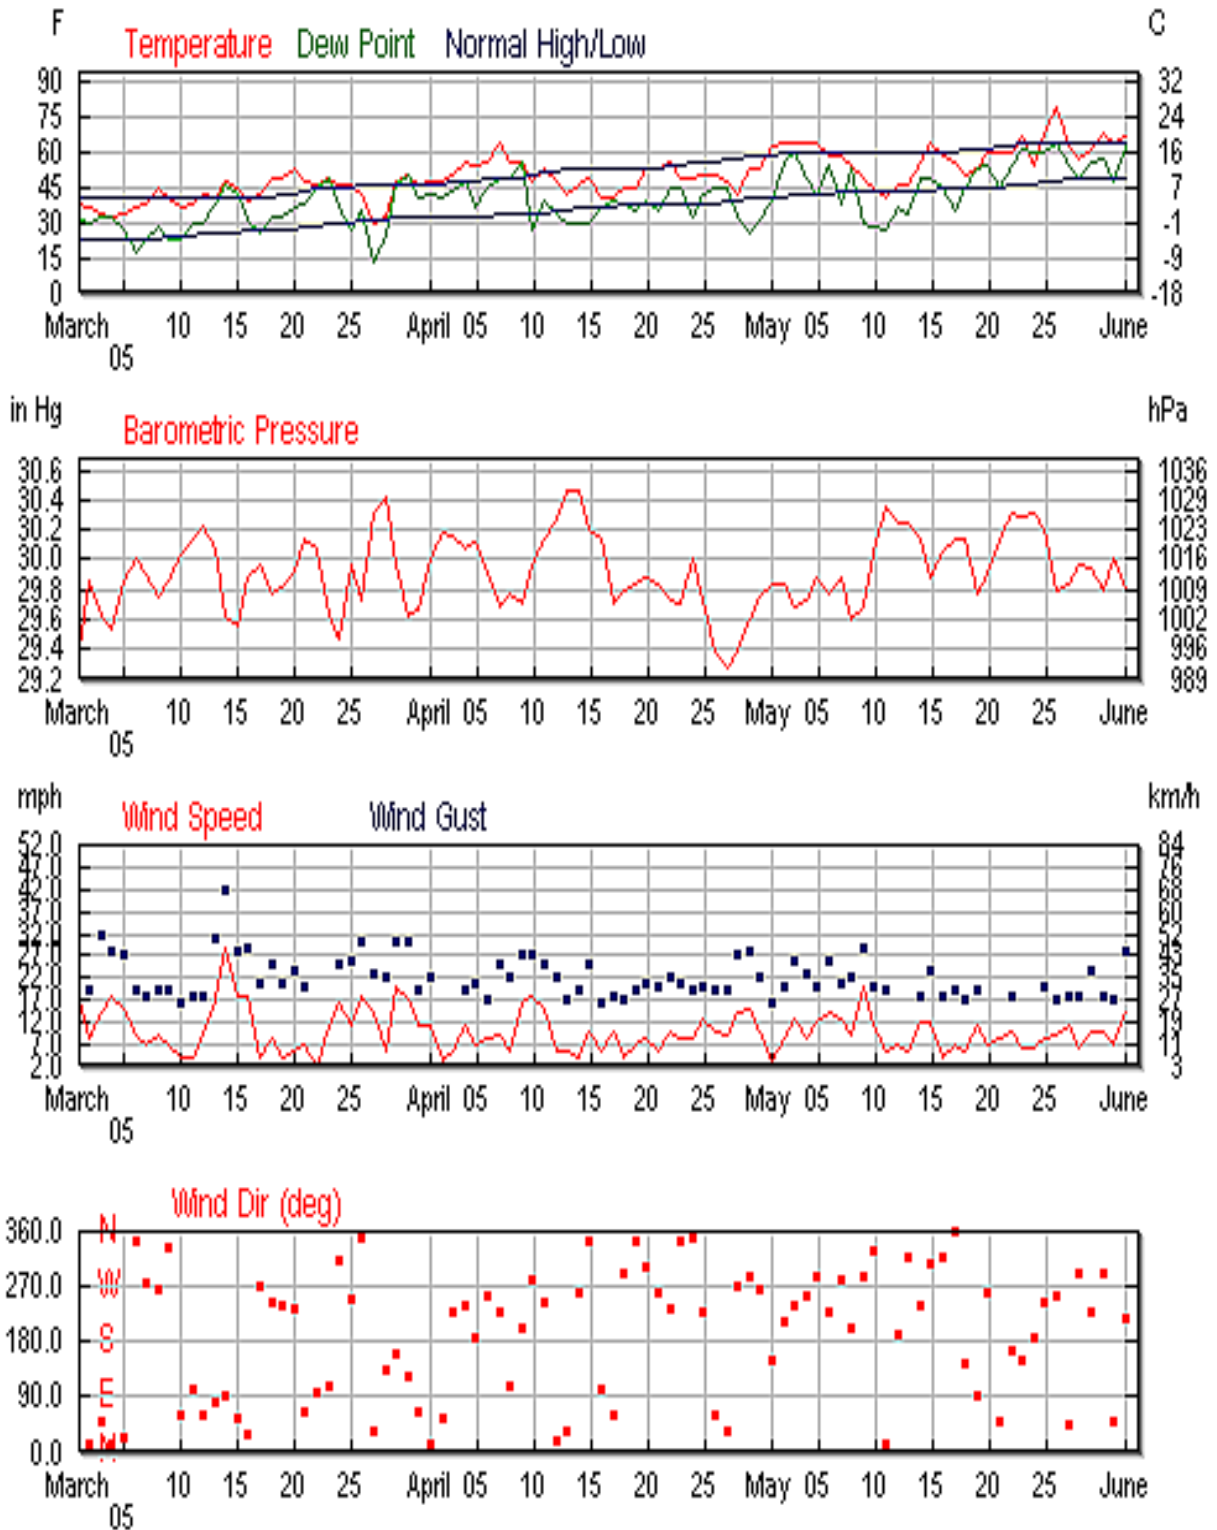 F C
Temperature Dew Point Normal High/Low
90 32
75 24
60 16
45 7
30 -1
15 -9
0 -18
March 10 15 20 25 April 05 10 15 20 25 May 05 10 15 20 25 June
05
in Hg hPa
Barometric Pressure
30.6 1036
30.4 1029
30.2 1023
30.0 1016
29.8 1009
29.6 1002
29.4 996
29.2 989
March 10 15 20 25 April 05 10 15 20 25 May 05 10 15 20 25 June
05
mph km/h
Wind Speed Wind Gust
52.0 84
47.0 76
42.0 68
37.0 60
32.0 52
27.0 43
22.0 35
17.0 27
12.0 19
7.0 11
2.0 3
March 10 15 20 25 April 05 10 15 20 25 May 05 10 15 20 25 June
05
Wind Dir (deg)
360.0 N
270.0 W
180.0 S
90.0 E
0.0 N
March 10 15 20 25 April 05 10 15 20 25 May 05 10 15 20 25 June
05